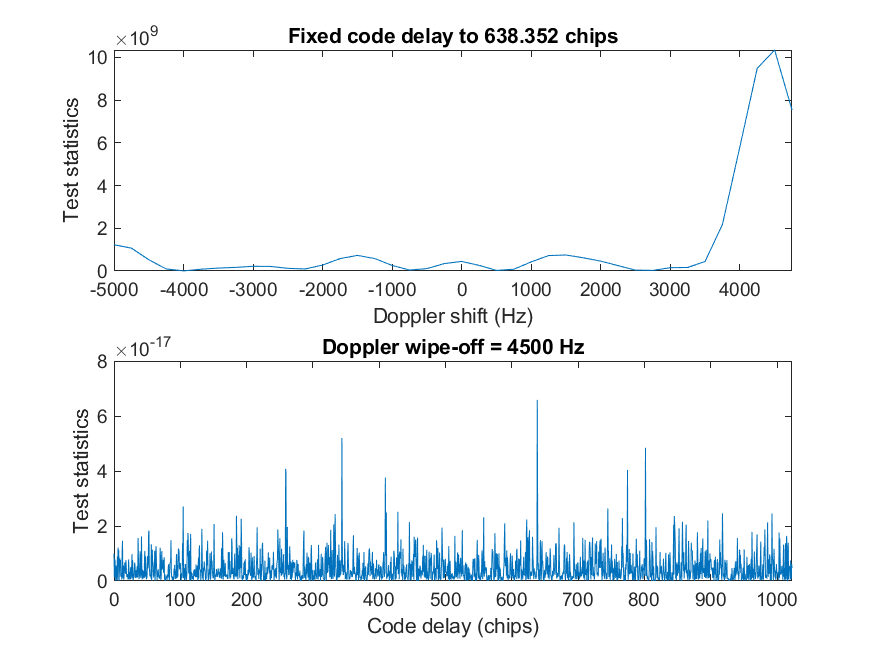 ×10^9
Fixed code delay to 638.352 chips
Test statistics
10
8
6
4
2
0
-5000 -4000 -3000 -2000 -1000 0 1000 2000 3000 4000
Doppler shift (Hz)
×10^-17
Doppler wipe-off = 4500 Hz
Test statistics
8
6
4
2
0
0 100 200 300 400 500 600 700 800 900 1000
Code delay (chips)